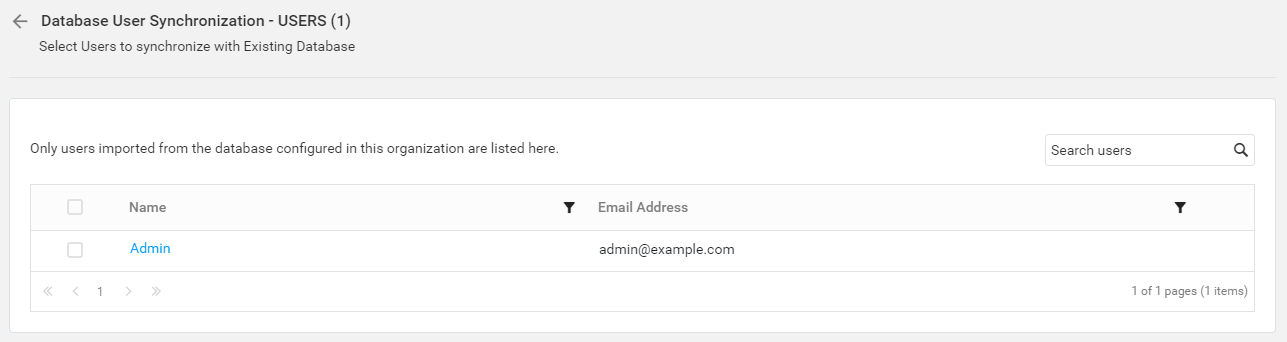 Database User Synchronization - USERS (1)
Select Users to synchronize with Existing Database
Only users imported from the database configured in this organization are listed here.
Search users
Name Email Address
Admin admin@example.com
1 1 of 1 pages (1 items)